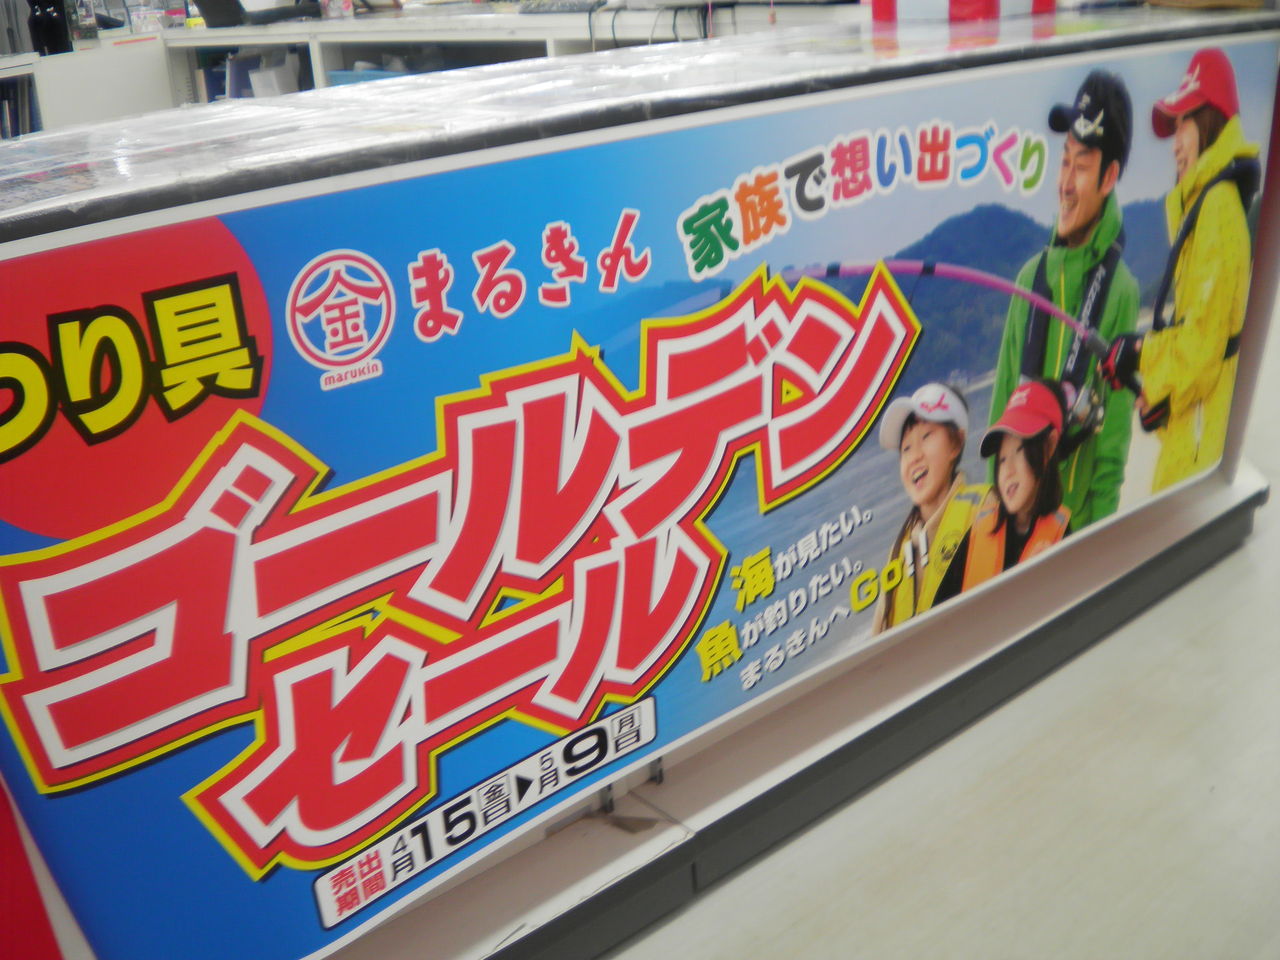 つり具
金
marukin
まるきん
家族で想い出づくり
ゴールデン
セール
海が見たい。
魚が釣りたい。
まるきんへGo!!
売出期間 4月15金曰▶5月9月曰